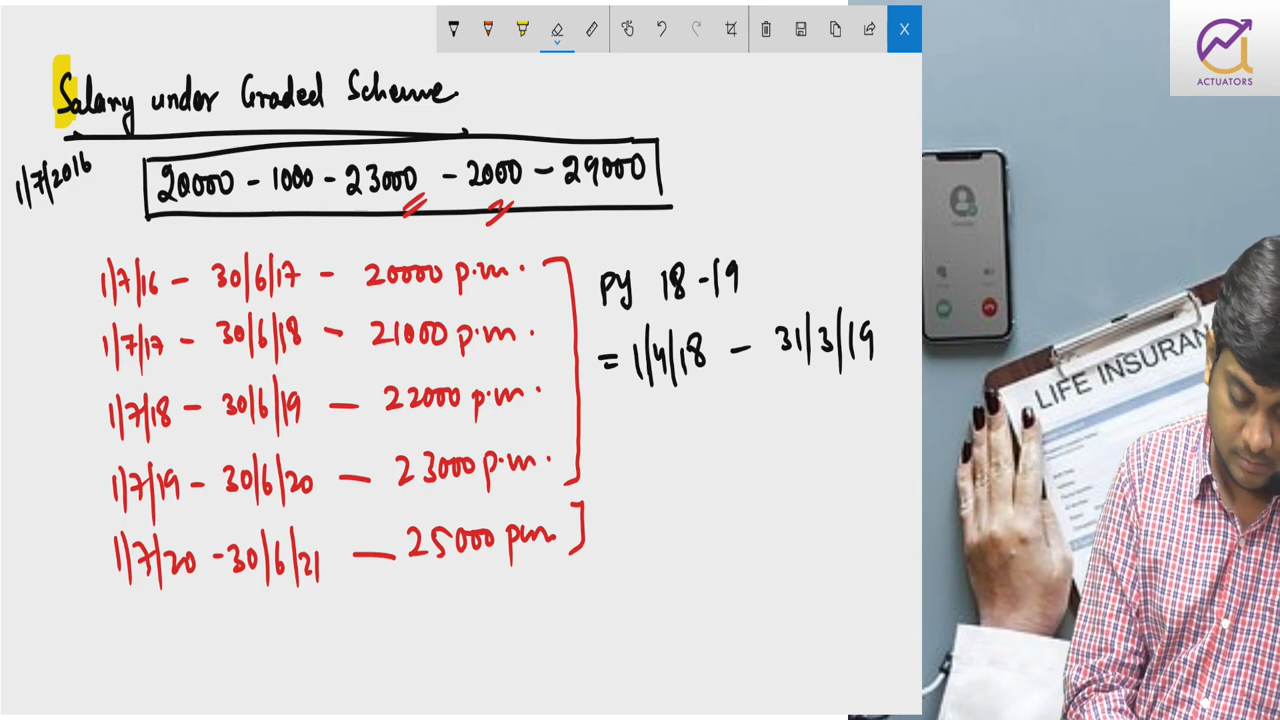 Salary under Graded Scheme
1/7/2016
20000 - 1000 - 23000 - 2000 - 29000
1/7/16 - 30/6/17 - 20000 p.m.
1/7/17 - 30/6/18 - 21000 p.m.
1/7/18 - 30/6/19 - 22000 p.m.
1/7/19 - 30/6/20 - 23000 p.m.
1/7/20 - 30/6/21 - 25000 p.m.
PY 18-19
= 1/4/18 - 31/3/19
ACTUATORS
LIFE INSURAN